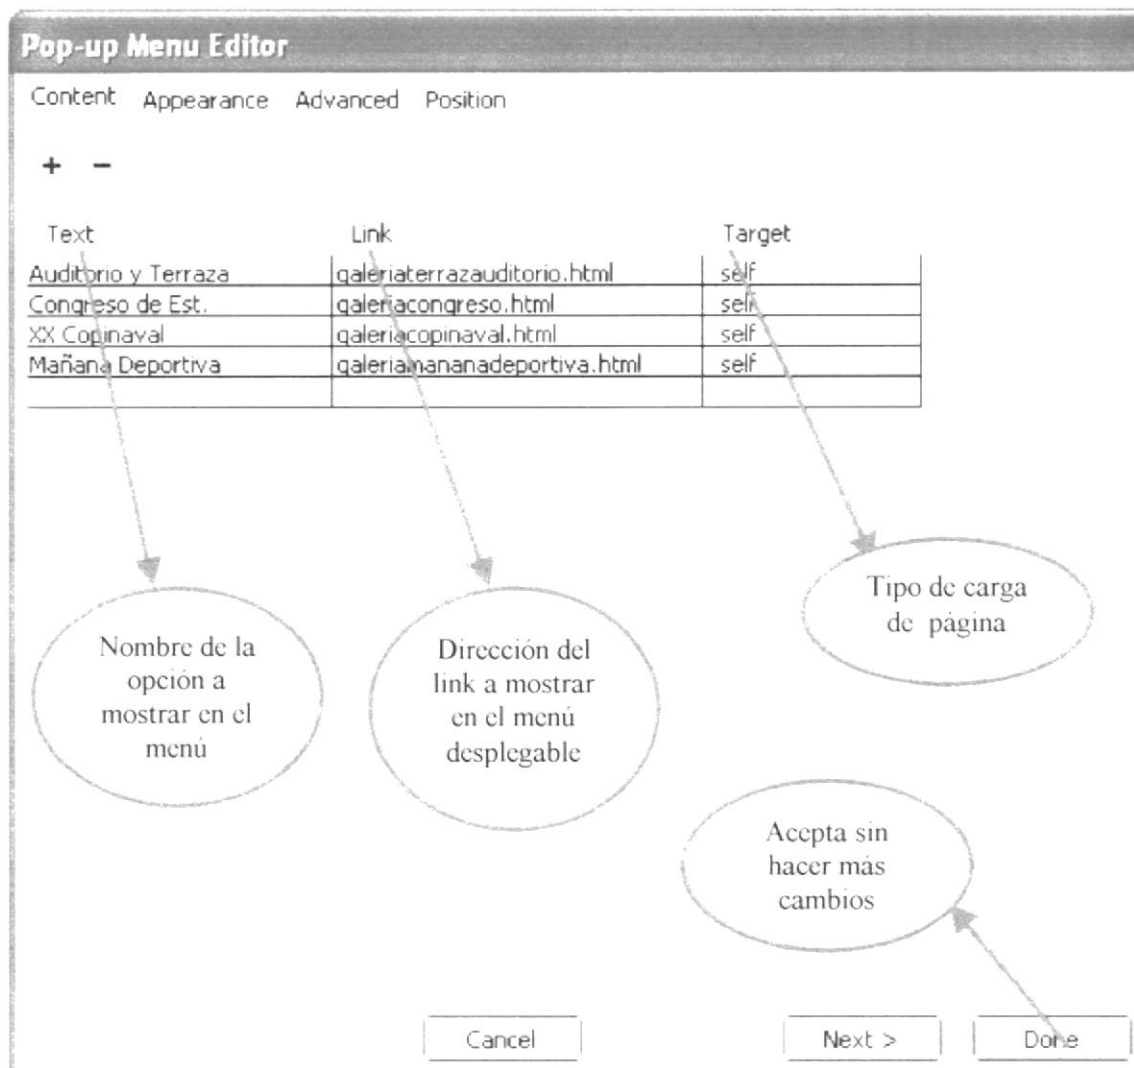 Pop-up Menu Editor
Content Appearance Advanced Position
+ -
Text Link Target
Auditorio y Terraza galeriaterrazauditorio.html self
Congreso de Est. galeriacongreso.html self
XX Copinaval galeriacopinaval.html self
Mañana Deportiva galeriamananadeportiva.html self
Tipo de carga
de página
Nombre de la
opción a
mostrar en el
menú
Dirección del
link a mostrar
en el menú
desplegable
Acepta sin
hacer más
cambios
Cancel Next > Done